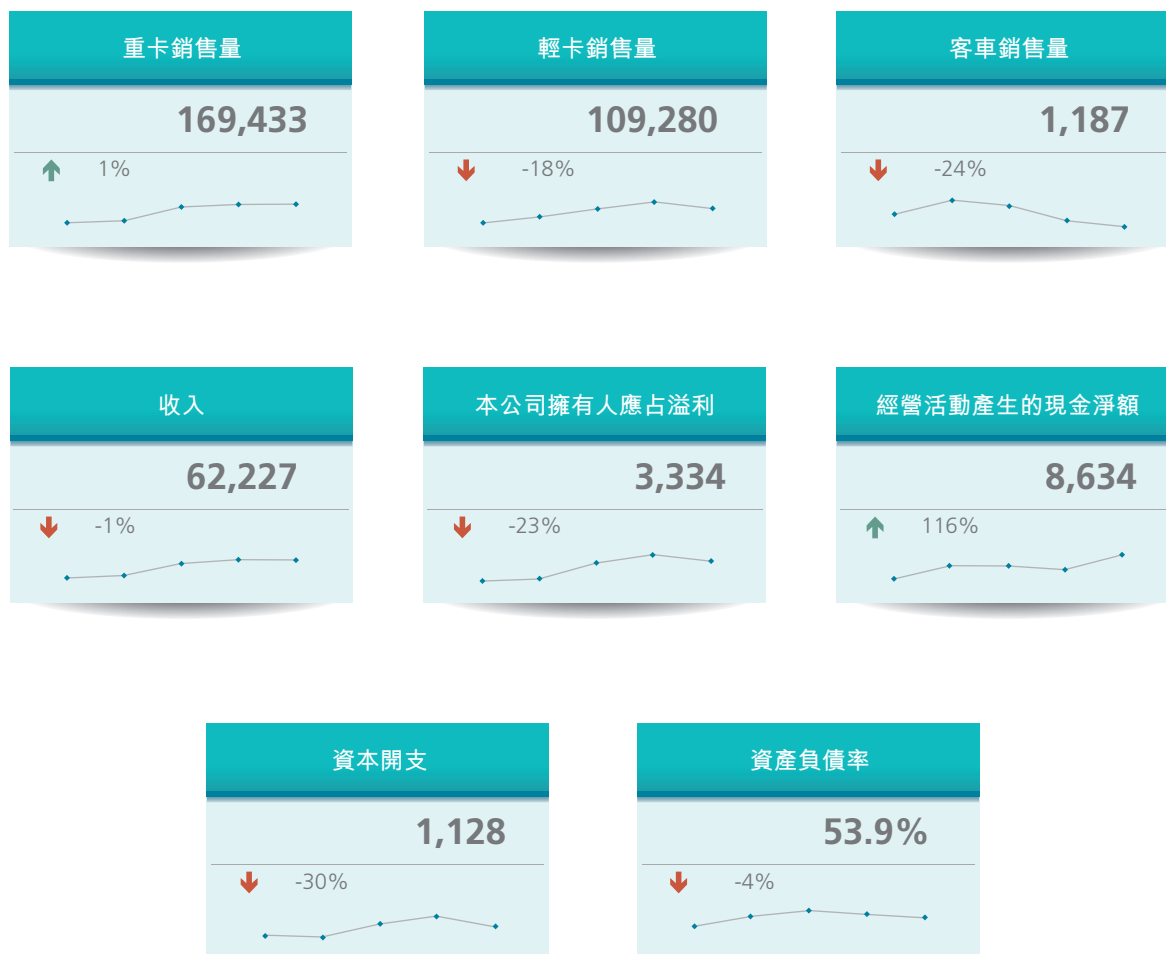 重卡銷售量
169,433
1%
輕卡銷售量
109,280
-18%
客車銷售量
1,187
-24%
收入
62,227
-1%
本公司擁有人應占溢利
3,334
-23%
經營活動產生的現金淨額
8,634
116%
資本開支
1,128
-30%
資產負債率
53.9%
-4%